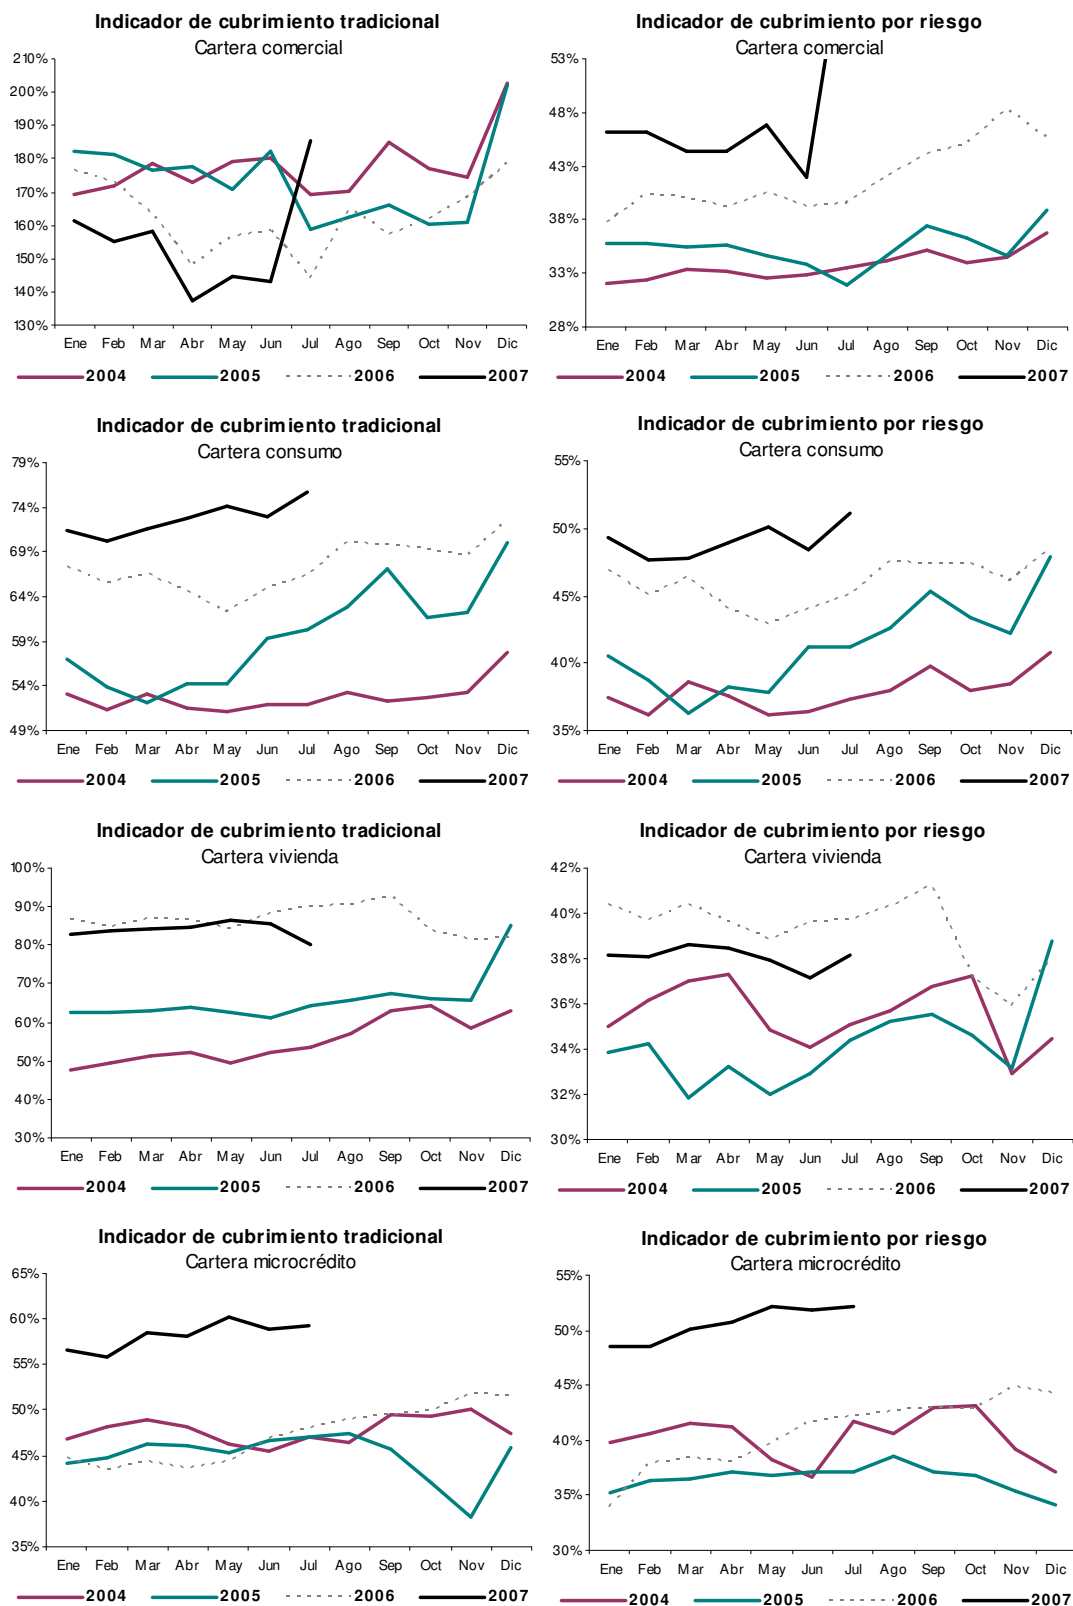 Indicador de cubrimiento tradicional
Cartera comercial
210%
200%
190%
180%
170%
160%
150%
140%
130%
Ene Feb Mar Abr May Jun Jul Ago Sep Oct Nov Dic
2004 2005 2006 2007
Indicador de cubrimiento por riesgo
Cartera comercial
53%
48%
43%
38%
33%
28%
Ene Feb Mar Abr May Jun Jul Ago Sep Oct Nov Dic
2004 2005 2006 2007
Indicador de cubrimiento tradicional
Cartera consumo
79%
74%
69%
64%
59%
54%
49%
Ene Feb Mar Abr May Jun Jul Ago Sep Oct Nov Dic
2004 2005 2006 2007
Indicador de cubrimiento por riesgo
Cartera consumo
55%
50%
45%
40%
35%
Ene Feb Mar Abr May Jun Jul Ago Sep Oct Nov Dic
2004 2005 2006 2007
Indicador de cubrimiento tradicional
Cartera vivienda
100%
90%
80%
70%
60%
50%
40%
30%
Ene Feb Mar Abr May Jun Jul Ago Sep Oct Nov Dic
2004 2005 2006 2007
Indicador de cubrimiento por riesgo
Cartera vivienda
42%
40%
38%
36%
34%
32%
30%
Ene Feb Mar Abr May Jun Jul Ago Sep Oct Nov Dic
2004 2005 2006 2007
Indicador de cubrimiento tradicional
Cartera microcrédito
65%
60%
55%
50%
45%
40%
35%
Ene Feb Mar Abr May Jun Jul Ago Sep Oct Nov Dic
2004 2005 2006 2007
Indicador de cubrimiento por riesgo
Cartera microcrédito
55%
50%
45%
40%
35%
30%
Ene Feb Mar Abr May Jun Jul Ago Sep Oct Nov Dic
2004 2005 2006 2007